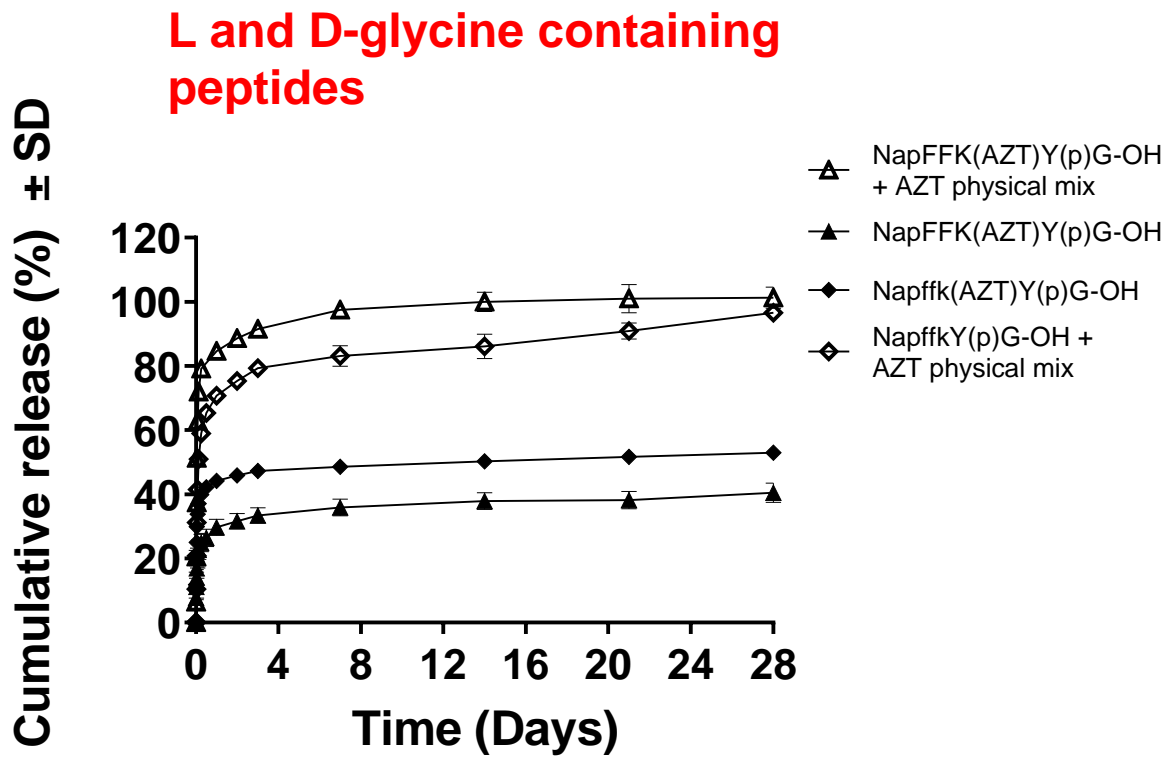 L and D-glycine containing
peptides
Cumulative release (%) ± SD
120
100
80
60
40
20
0
0 4 8 12 16 20 24 28
Time (Days)
NapFFK(AZT)Y(p)G-OH
+ AZT physical mix
NapFFK(AZT)Y(p)G-OH
Napffk(AZT)Y(p)G-OH
NapffkY(p)G-OH +
AZT physical mix